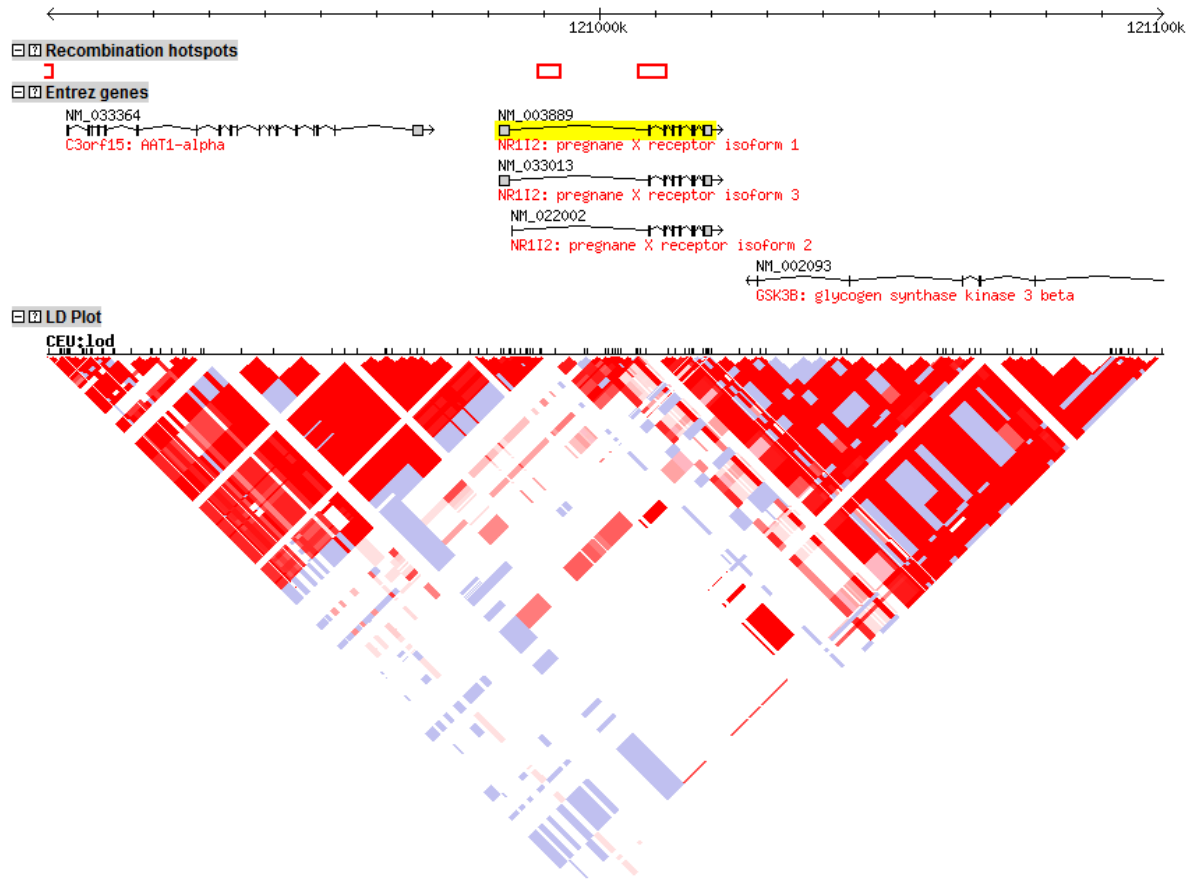 121000k
121100k
Recombination hotspots
Entrez genes
NM_033364
C3orf15: AAT1-alpha
NM_003889
NR1I2: pregnane X receptor isoform 1
NM_033013
NR1I2: pregnane X receptor isoform 3
NM_022002
NR1I2: pregnane X receptor isoform 2
NM_002093
GSK3B: glycogen synthase kinase 3 beta
LD Plot
CEU:lod